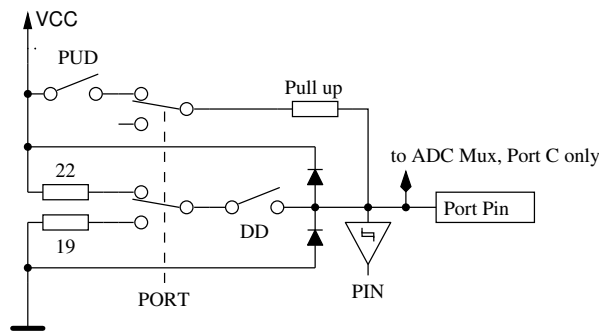 VCC
PUD
Pull up
to ADC Mux, Port C only
22
Port Pin
19
DD
PORT
PIN